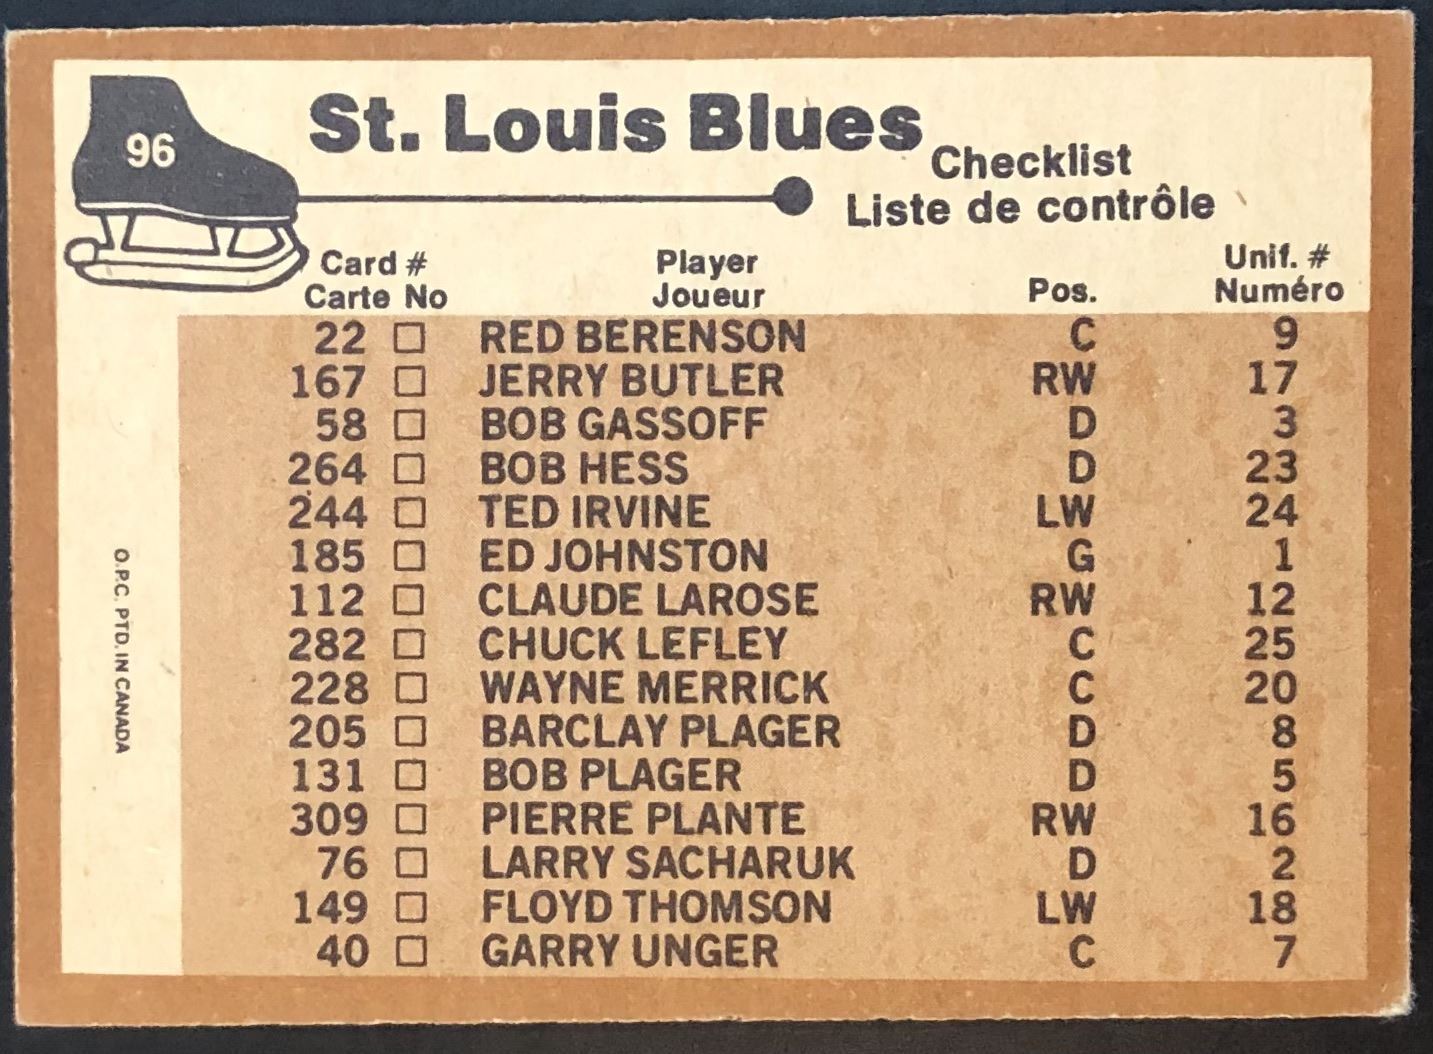 96
St. Louis Blues
Checklist
Liste de contrôle
Card # Player Unif. #
Carte No Joueur Pos. Numéro
22 □ RED BERENSON C 9
167 □ JERRY BUTLER RW 17
58 □ BOB GASSOFF D 3
264 □ BOB HESS D 23
244 □ TED IRVINE LW 24
185 □ ED JOHNSTON G 1
112 □ CLAUDE LAROSE RW 12
282 □ CHUCK LEFLEY C 25
228 □ WAYNE MERRICK C 20
205 □ BARCLAY PLAGER D 8
131 □ BOB PLAGER D 5
309 □ PIERRE PLANTE RW 16
76 □ LARRY SACHARUK D 2
149 □ FLOYD THOMSON LW 18
40 □ GARRY UNGER C 7
O.P.C. PTD. IN CANADA